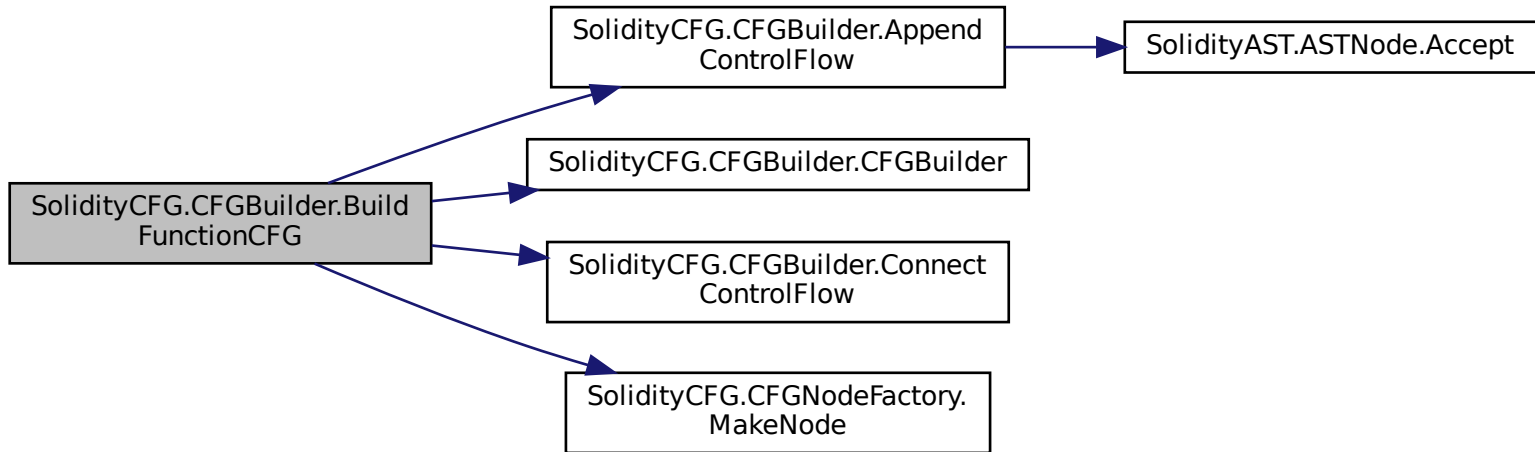 SolidityCFG.CFGBuilder.Build
FunctionCFG
SolidityCFG.CFGBuilder.Append
ControlFlow
SolidityAST.ASTNode.Accept
SolidityCFG.CFGBuilder.CFGBuilder
SolidityCFG.CFGBuilder.Connect
ControlFlow
SolidityCFG.CFGNodeFactory.
MakeNode